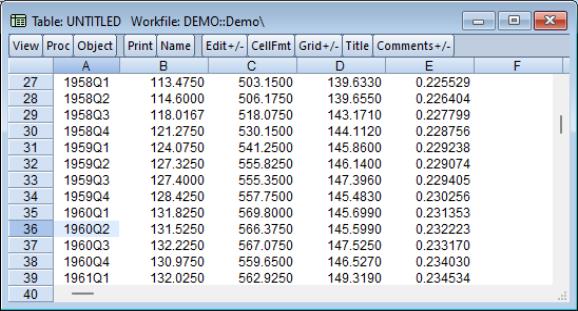 Table: UNTITLED Workfile: DEMO::Demo\
View Proc Object Print Name Edit+/- CellFmt Grid+/- Title Comments+/-
A B C D E F
27 1958Q1 113.4750 503.1500 139.6330 0.225529
28 1958Q2 114.6000 506.1750 139.6550 0.226404
29 1958Q3 118.0167 518.0750 143.1710 0.227799
30 1958Q4 121.2750 530.1500 144.1120 0.228756
31 1959Q1 124.0750 541.2500 145.8600 0.229238
32 1959Q2 127.3250 555.8250 146.1400 0.229074
33 1959Q3 127.4000 555.3500 147.3960 0.229405
34 1959Q4 128.4250 557.7500 145.4830 0.230256
35 1960Q1 131.8250 569.8000 145.6990 0.231353
36 1960Q2 131.5250 566.3750 145.5990 0.232223
37 1960Q3 132.2250 567.0750 147.5250 0.233170
38 1960Q4 130.9750 559.6500 146.5270 0.234030
39 1961Q1 132.0250 562.9250 149.3190 0.234534
40